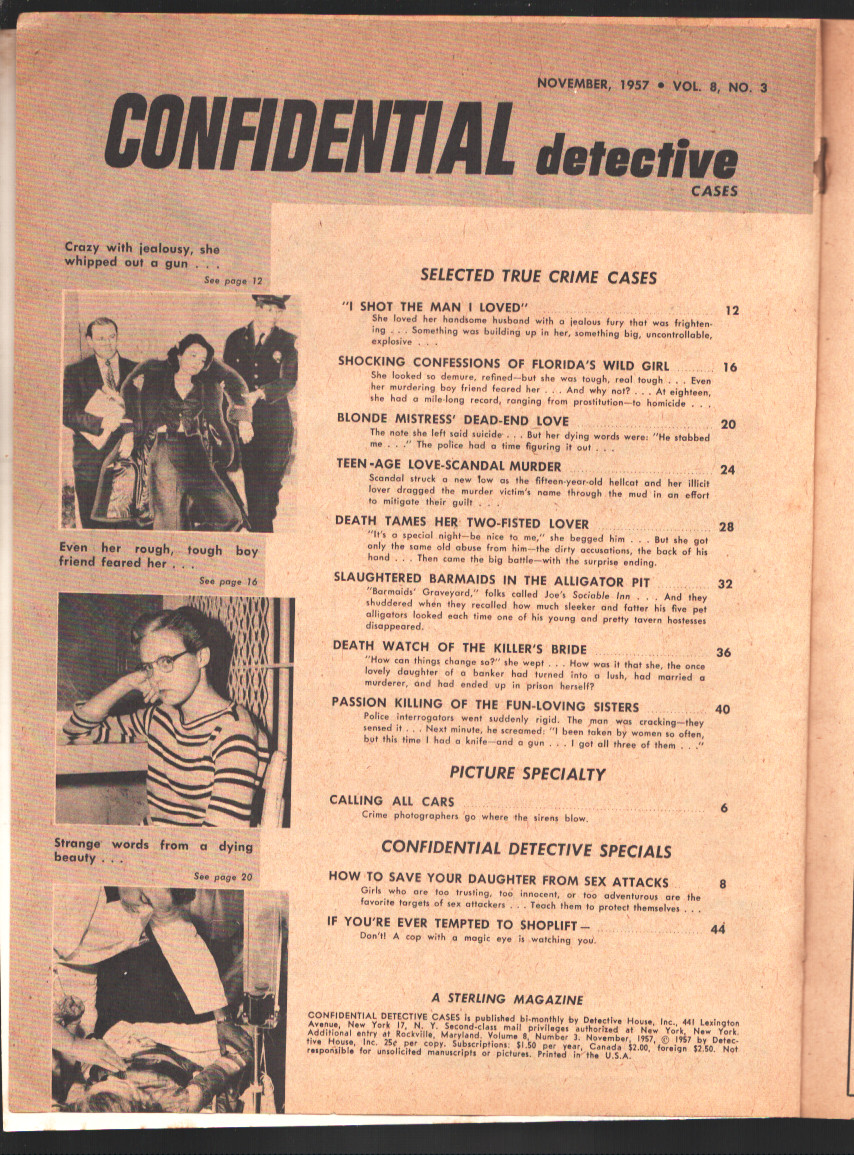 NOVEMBER, 1957 • VOL. 8, NO. 3
CONFIDENTIAL detective
CASES
Crazy with jealousy, she
whipped out a gun . . .
See page 12
Even her rough, tough boy
friend feared her . . .
See page 16
Strange words from a dying
beauty . . .
See page 20
SELECTED TRUE CRIME CASES
"I SHOT THE MAN I LOVED" 12
She loved her handsome husband with a jealous fury that was frighten-
ing . . . Something was building up in her, something big, uncontrollable,
explosive . . .
SHOCKING CONFESSIONS OF FLORIDA'S WILD GIRL 16
She looked so demure, refined—but she was tough, real tough . . . Even
her murdering boy friend feared her . . . And why not? . . . At eighteen,
she had a mile-long record, ranging from prostitution—to homicide . . .
BLONDE MISTRESS' DEAD-END LOVE 20
The note she left said suicide . . . But her dying words were: "He stabbed
me . . ." The police had a time figuring it out . . .
TEEN-AGE LOVE-SCANDAL MURDER 24
Scandal struck a new low as the fifteen-year-old hellcat and her illicit
lover dragged the murder victim's name through the mud in an effort
to mitigate their guilt . . .
DEATH TAMES HER TWO-FISTED LOVER 28
"It's a special night—be nice to me," she begged him . . . But she got
only the same old abuse from him—the dirty accusations, the back of his
hand . . . Then came the big battle—with the surprise ending.
SLAUGHTERED BARMAIDS IN THE ALLIGATOR PIT 32
"Barmaids' Graveyard," folks called Joe's Sociable Inn . . . And they
shuddered when they recalled how much sleeker and fatter his five pet
alligators looked each time one of his young and pretty tavern hostesses
disappeared.
DEATH WATCH OF THE KILLER'S BRIDE 36
"How can things change so?" she wept . . . How was it that she, the once
lovely daughter of a banker had turned into a lush, had married a
murderer, and had ended up in prison herself?
PASSION KILLING OF THE FUN-LOVING SISTERS 40
Police interrogators went suddenly rigid. The man was cracking—they
sensed it . . . Next minute, he screamed: "I been taken by women so often,
but this time I had a knife—and a gun . . . I got all three of them . . ."
PICTURE SPECIALTY
CALLING ALL CARS 6
Crime photographers go where the sirens blow.
CONFIDENTIAL DETECTIVE SPECIALS
HOW TO SAVE YOUR DAUGHTER FROM SEX ATTACKS 8
Girls who are too trusting, too innocent, or too adventurous are the
favorite targets of sex attackers . . . Teach them to protect themselves . . .
IF YOU'RE EVER TEMPTED TO SHOPLIFT— 44
Don't! A cop with a magic eye is watching you.
A STERLING MAGAZINE
CONFIDENTIAL DETECTIVE CASES is published bi-monthly by Detective House, Inc., 441 Lexington
Avenue, New York 17, N. Y. Second-class mail privileges authorized at New York, New York.
Additional entry at Rockville, Maryland. Volume 8, Number 3. November, 1957, © 1957 by Detec-
tive House, Inc. 25¢ per copy. Subscriptions: $1.50 per year, Canada $2.00, foreign $2.50. Not
responsible for unsolicited manuscripts or pictures. Printed in the U.S.A.